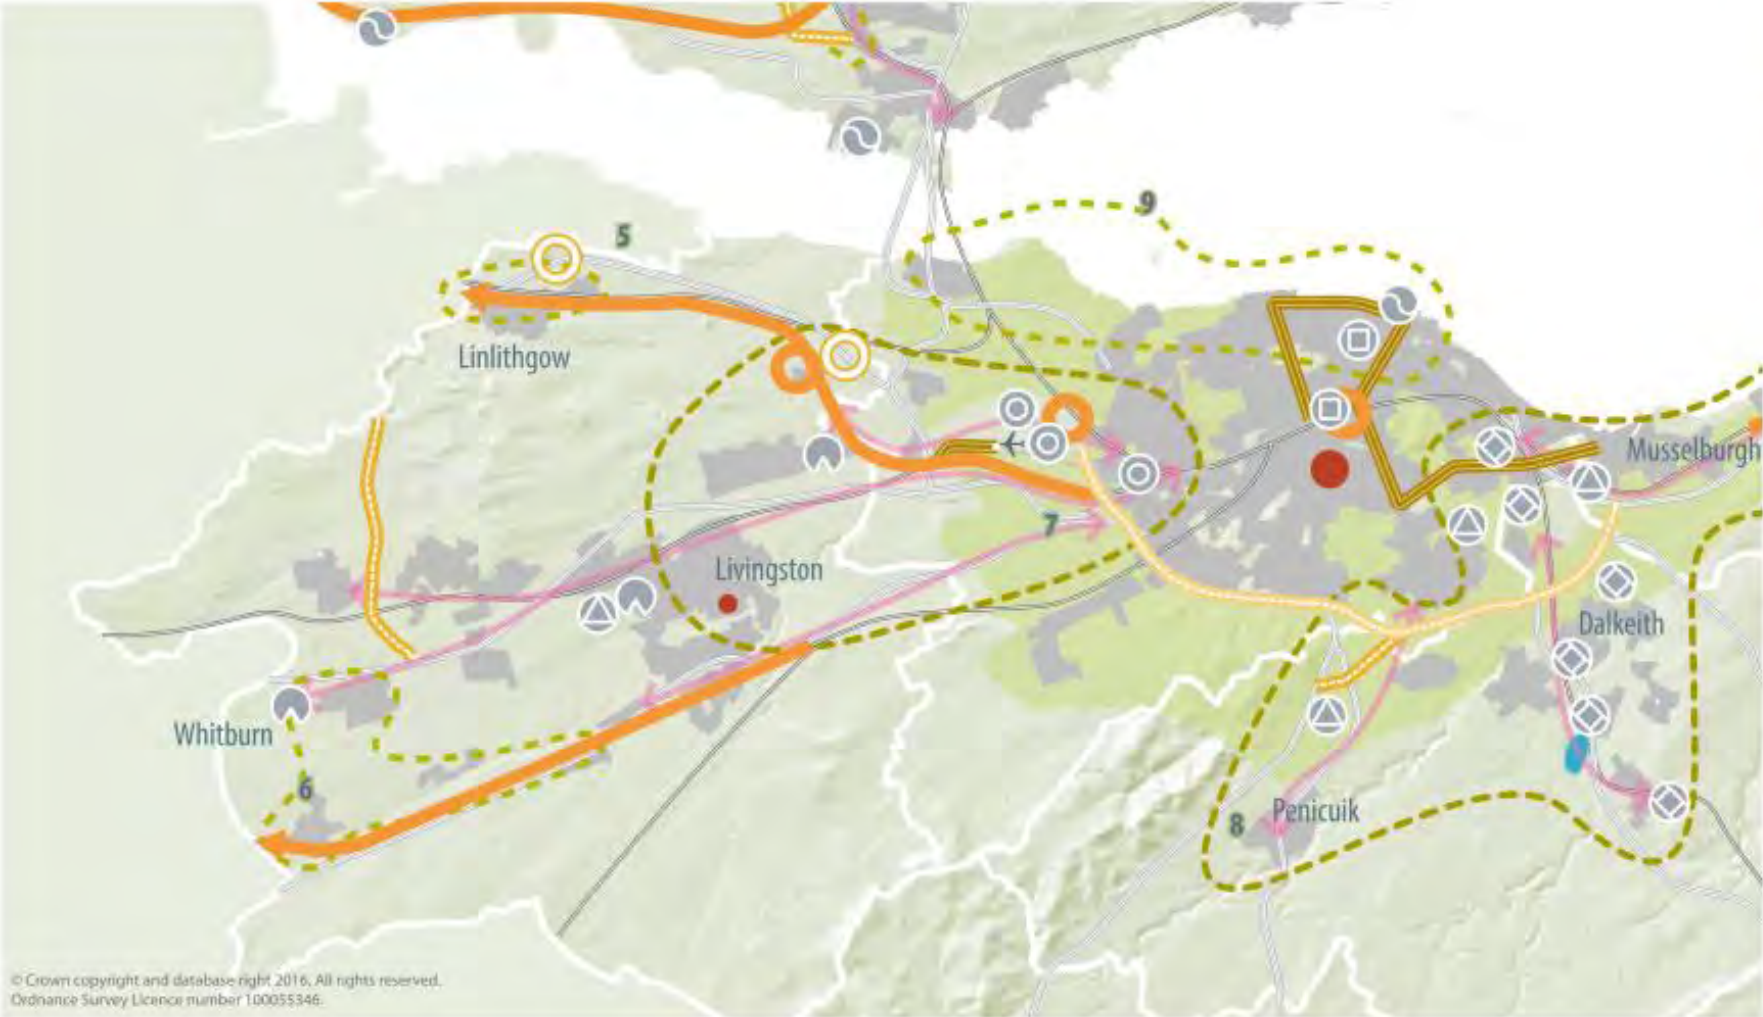 9
5
Linlithgow
Musselburgh
7
Livingston
Dalkeith
Whitburn
6
8
Penicuik
© Crown copyright and database right 2016. All rights reserved.
Ordnance Survey Licence number 100055346.